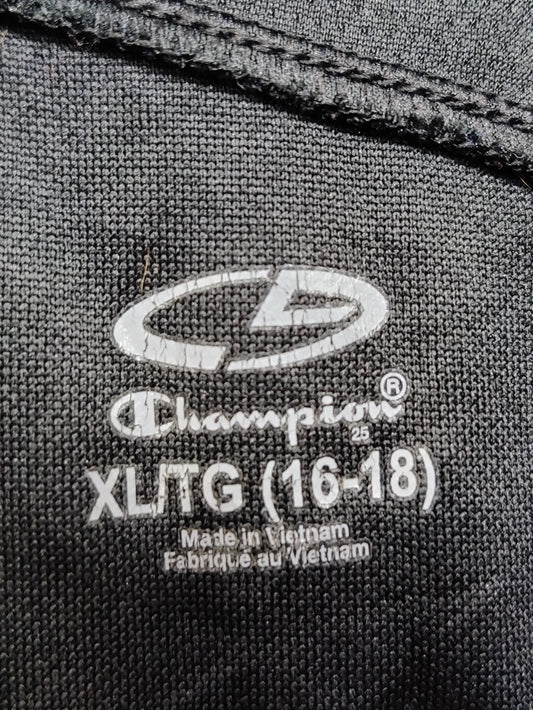 Champion®
25
XL/TG (16-18)
Made in Vietnam
Fabriqué au Vietnam